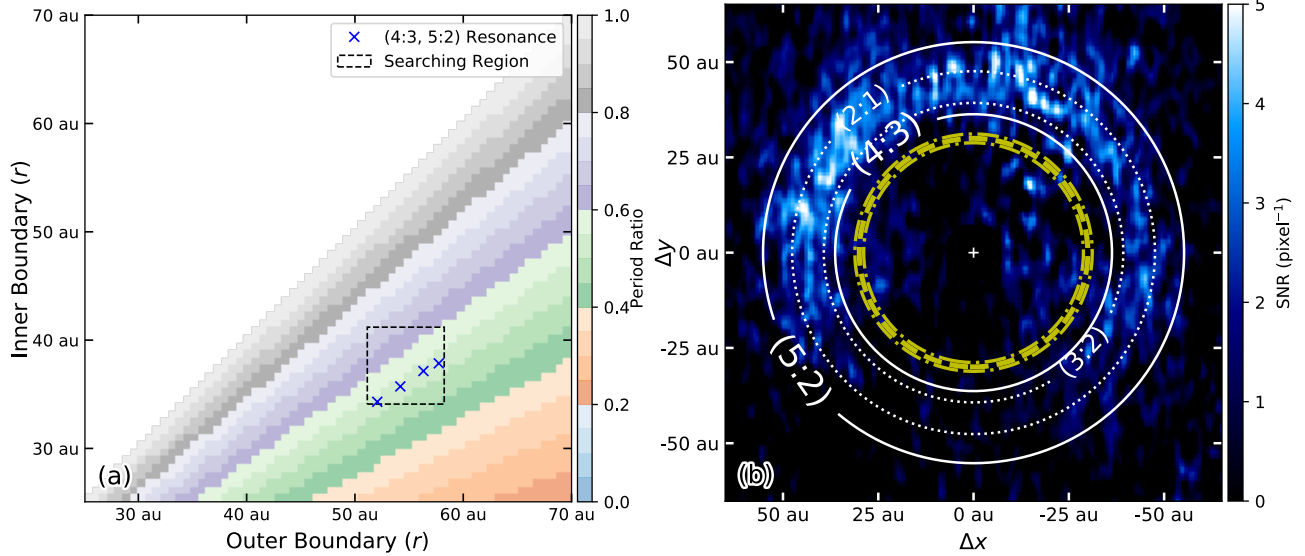 70 au
60 au
50 au
40 au
30 au
Inner Boundary (r)
(4:3, 5:2) Resonance
Searching Region
(a)
30 au
40 au
50 au
60 au
70 au
Outer Boundary (r)
1.0
0.8
0.6
0.4
0.2
0.0
Period Ratio
50 au
25 au
0 au
-25 au
-50 au
Δy
(2:1)
(4:3)
(3:2)
(5:2)
(b)
50 au
25 au
0 au
-25 au
-50 au
Δx
5
4
3
2
1
0
SNR (pixel⁻¹)